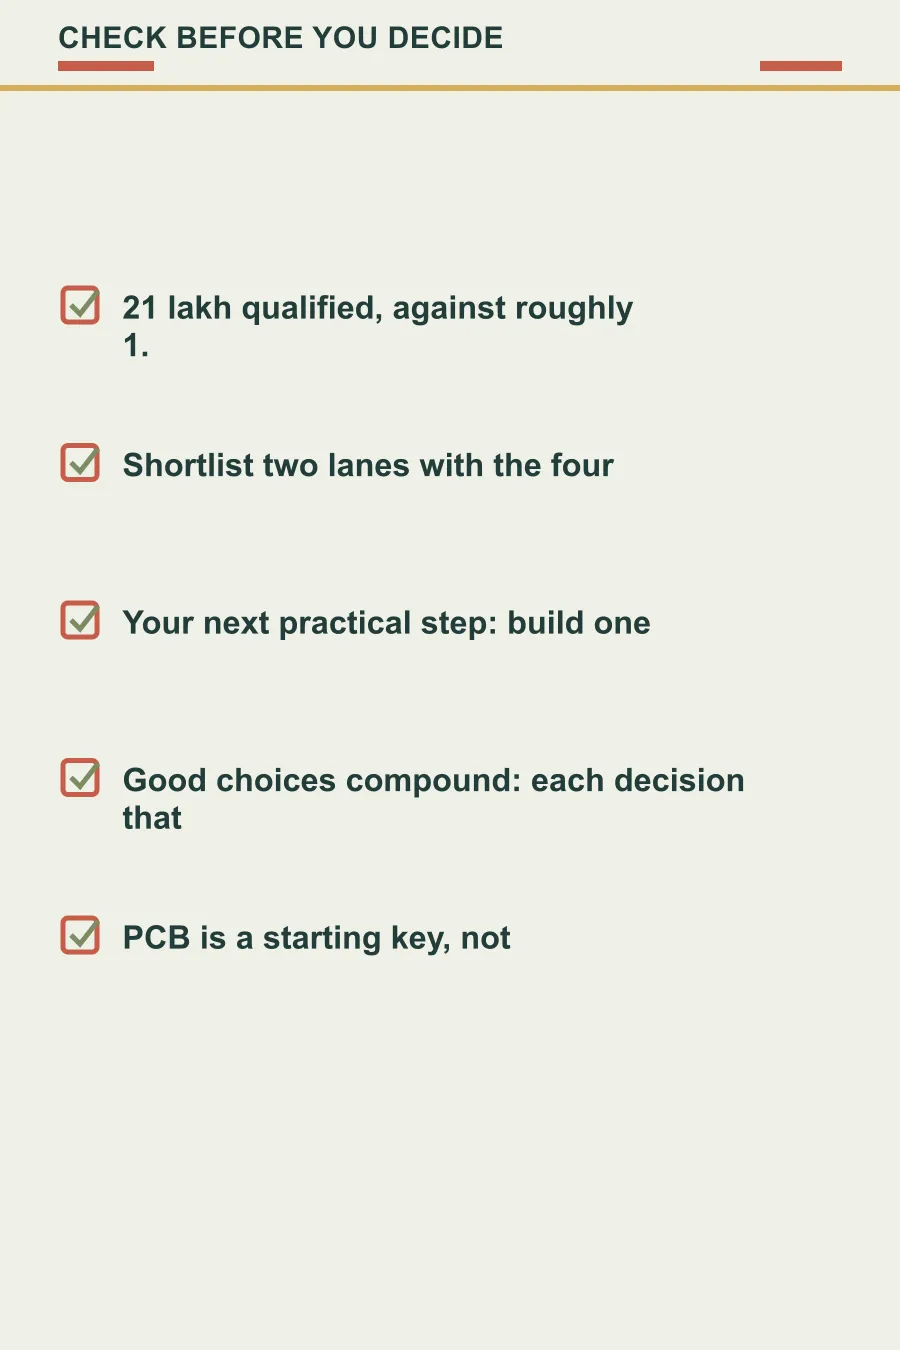 CHECK BEFORE YOU DECIDE
21 lakh qualified, against roughly
1.
Shortlist two lanes with the four
Your next practical step: build one
Good choices compound: each decision
that
PCB is a starting key, not